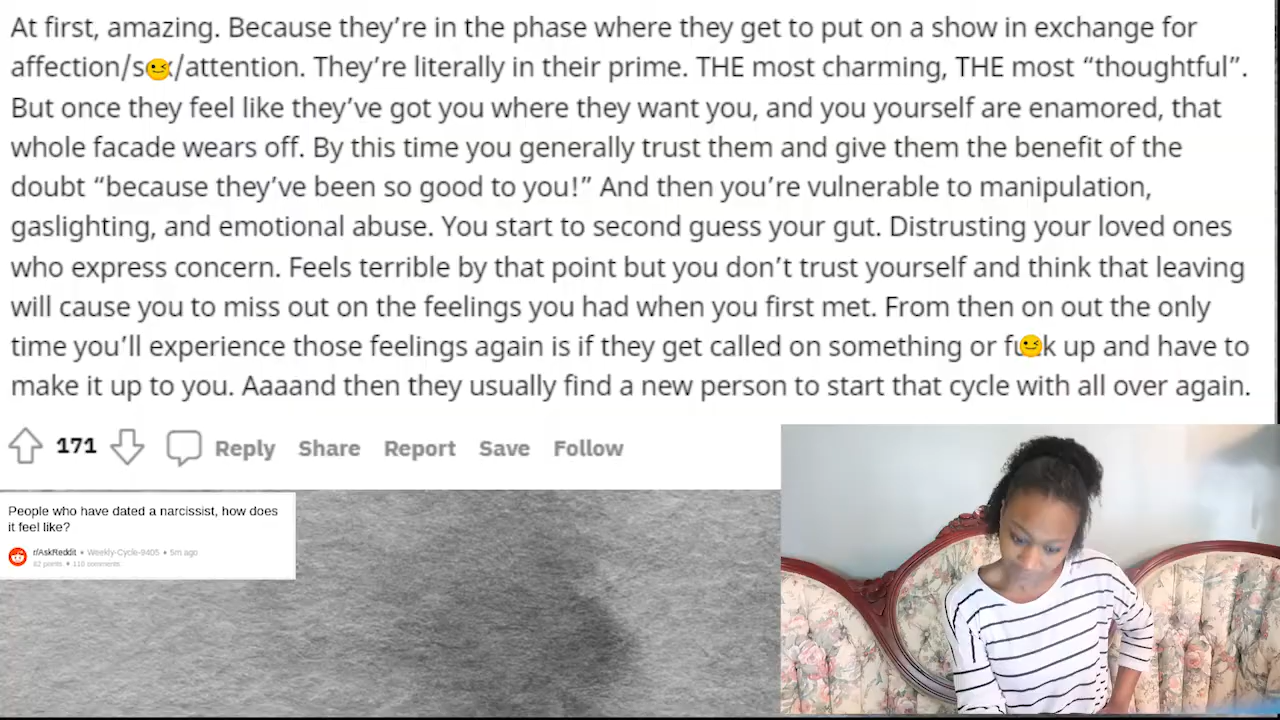 At first, amazing. Because they’re in the phase where they get to put on a show in exchange for
affection/s😉x/attention. They’re literally in their prime. THE most charming, THE most “thoughtful”.
But once they feel like they’ve got you where they want you, and you yourself are enamored, that
whole facade wears off. By this time you generally trust them and give them the benefit of the
doubt “because they’ve been so good to you!” And then you’re vulnerable to manipulation,
gaslighting, and emotional abuse. You start to second guess your gut. Distrusting your loved ones
who express concern. Feels terrible by that point but you don’t trust yourself and think that leaving
will cause you to miss out on the feelings you had when you first met. From then on out the only
time you’ll experience those feelings again is if they get called on something or fu😉k up and have to
make it up to you. Aaaand then they usually find a new person to start that cycle with all over again.
171 Reply Share Report Save Follow
People who have dated a narcissist, how does
it feel like?
r/AskReddit • Weekly-Cycle-9405 • 5m ago
62 points • 110 comments